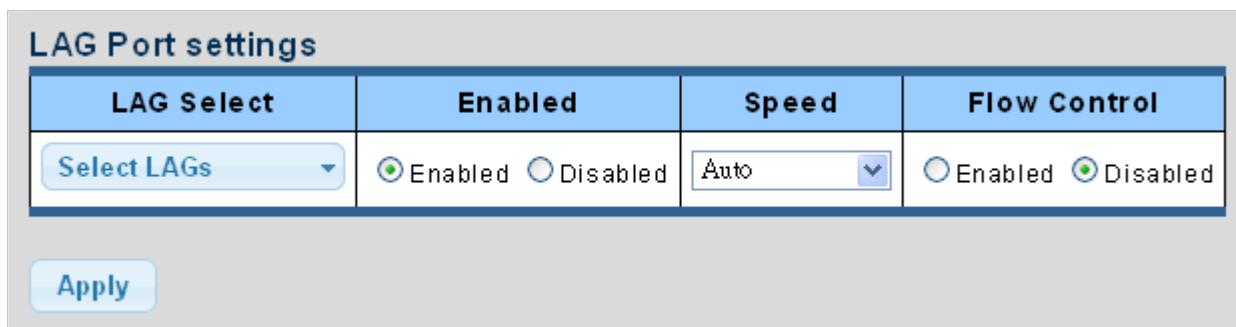 LAG Port settings
LAG Select Enabled Speed Flow Control
Select LAGs Enabled Disabled Auto Enabled Disabled
Apply